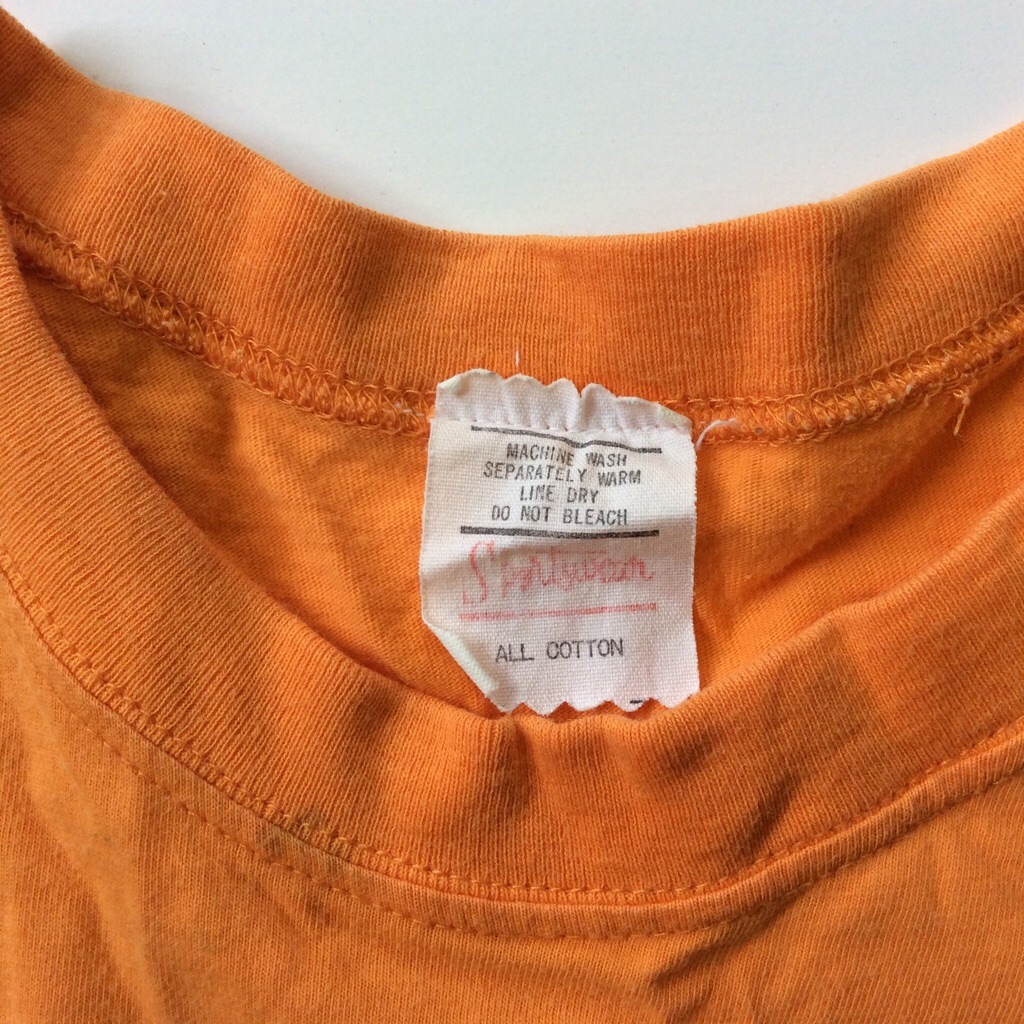 MACHINE WASH
SEPARATELY WARM
LINE DRY
DO NOT BLEACH
Sportswear
ALL COTTON